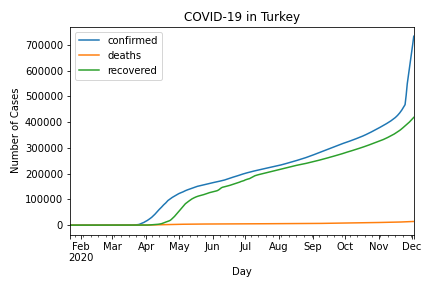 COVID-19 in Turkey
confirmed
deaths
recovered
Number of Cases
700000
600000
500000
400000
300000
200000
100000
0
Feb Mar Apr May Jun Jul Aug Sep Oct Nov Dec
2020
Day